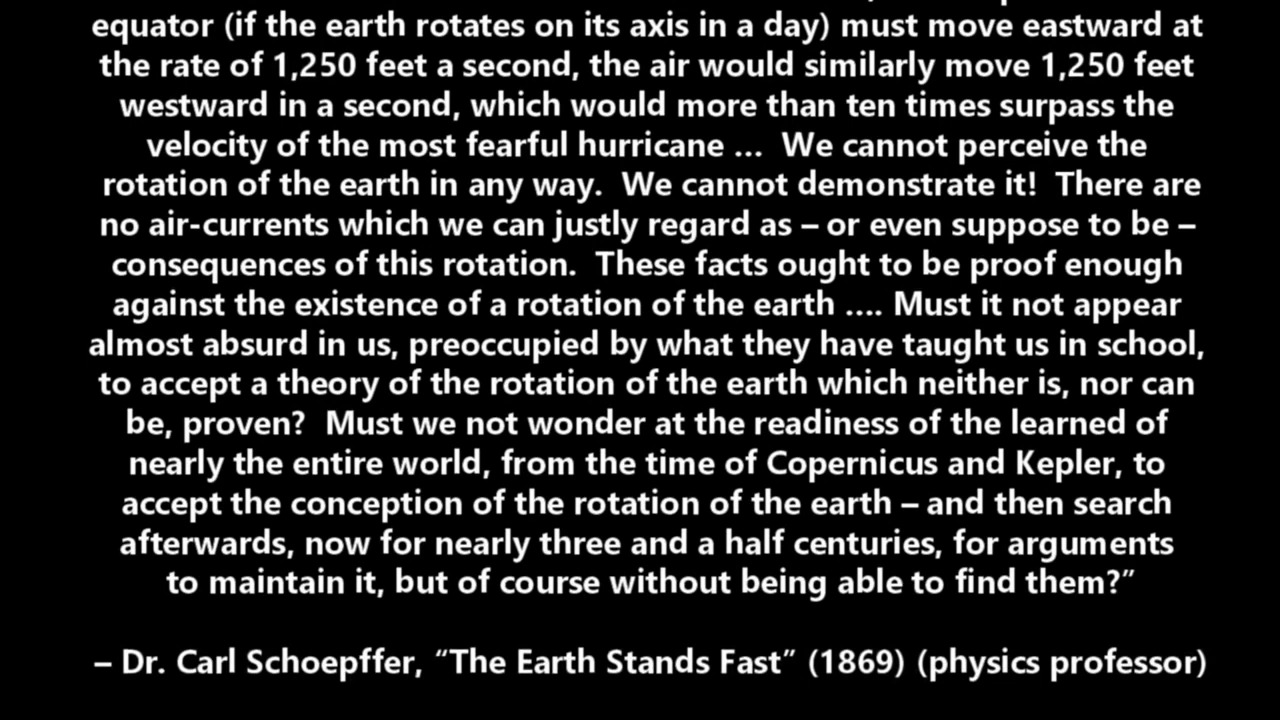 equator (if the earth rotates on its axis in a day) must move eastward at
the rate of 1,250 feet a second, the air would similarly move 1,250 feet
westward in a second, which would more than ten times surpass the
velocity of the most fearful hurricane ...  We cannot perceive the
rotation of the earth in any way.  We cannot demonstrate it!  There are
no air-currents which we can justly regard as – or even suppose to be –
consequences of this rotation.  These facts ought to be proof enough
against the existence of a rotation of the earth .... Must it not appear
almost absurd in us, preoccupied by what they have taught us in school,
to accept a theory of the rotation of the earth which neither is, nor can
be, proven?  Must we not wonder at the readiness of the learned of
nearly the entire world, from the time of Copernicus and Kepler, to
accept the conception of the rotation of the earth – and then search
afterwards, now for nearly three and a half centuries, for arguments
to maintain it, but of course without being able to find them?”
– Dr. Carl Schoepffer, “The Earth Stands Fast” (1869) (physics professor)